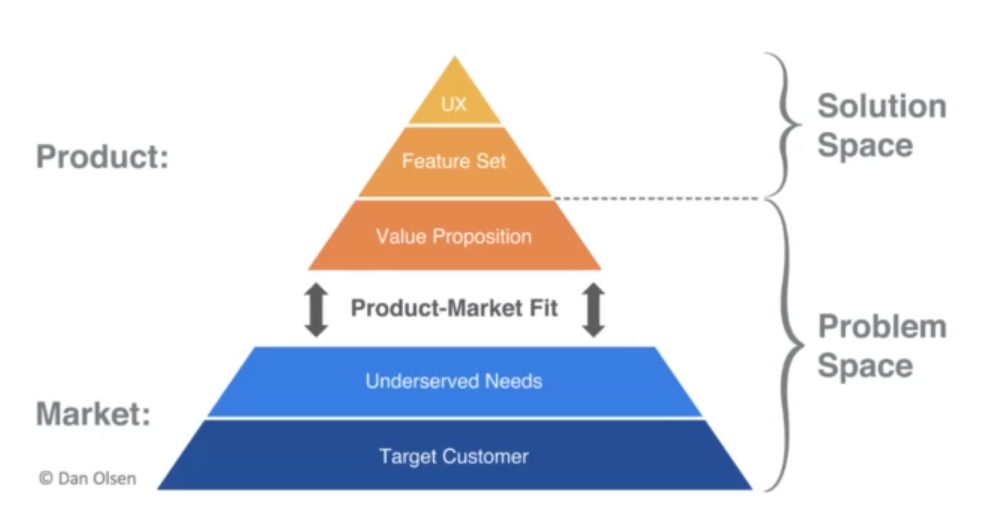 UX
Solution
Space
Product:
Feature Set
Value Proposition
Product-Market Fit
Problem
Space
Underserved Needs
Market:
Target Customer
© Dan Olsen